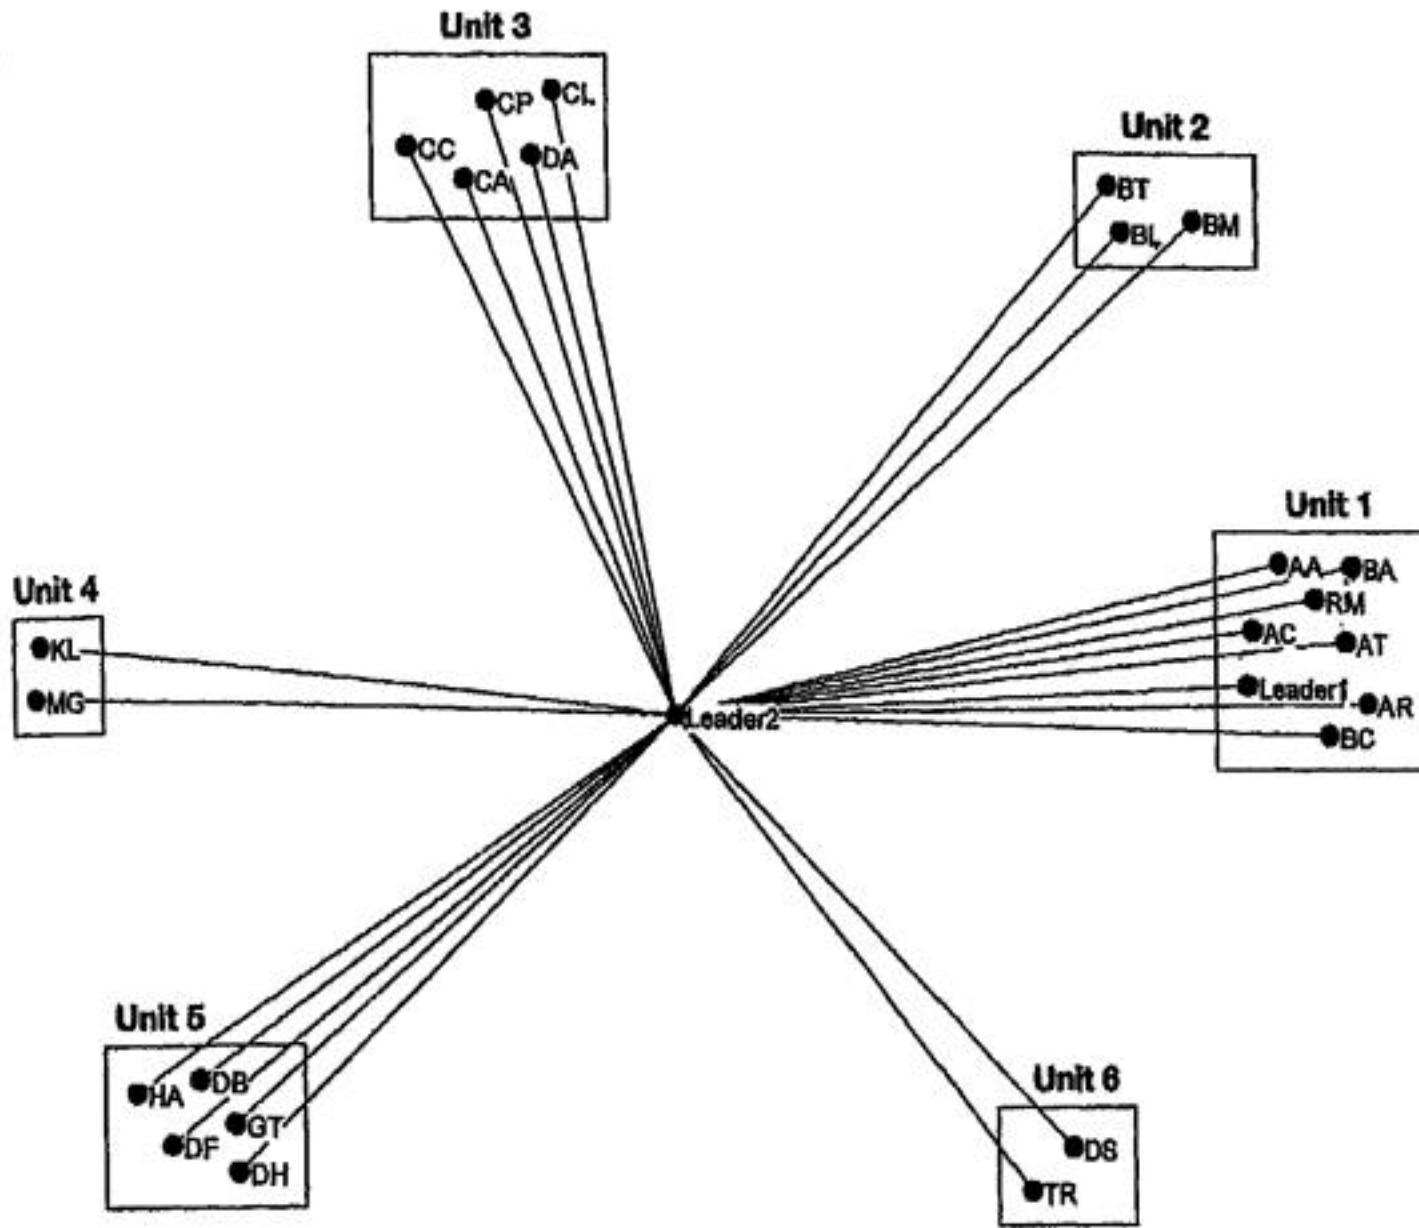 Unit 3
CP
CL
CC
DA
CA
Unit 2
BT
BM
BL
Unit 1
AA
BA
RM
AC
AT
Leader1
AR
BC
Unit 4
KL
MG
Leader2
Unit 5
HA
DB
GT
DF
DH
Unit 6
DS
TR